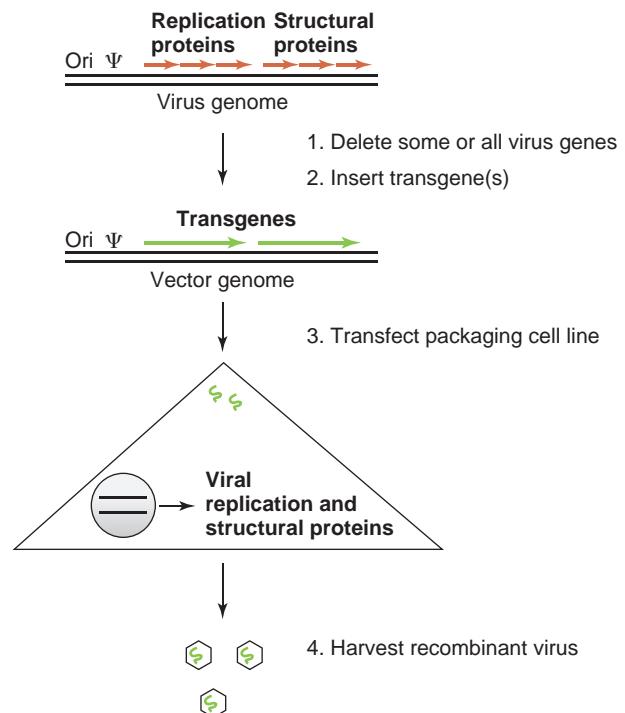 Replication Structural
proteins proteins
Ori Ψ
Virus genome
1. Delete some or all virus genes
2. Insert transgene(s)
Transgenes
Ori Ψ
Vector genome
3. Transfect packaging cell line
Viral
replication and
structural proteins
4. Harvest recombinant virus